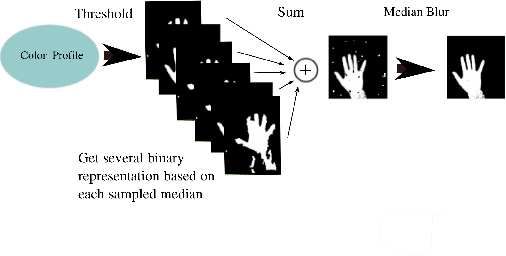 Threshold
Sum
Median Blur
Color Profile
Get several binary
representation based on
each sampled median